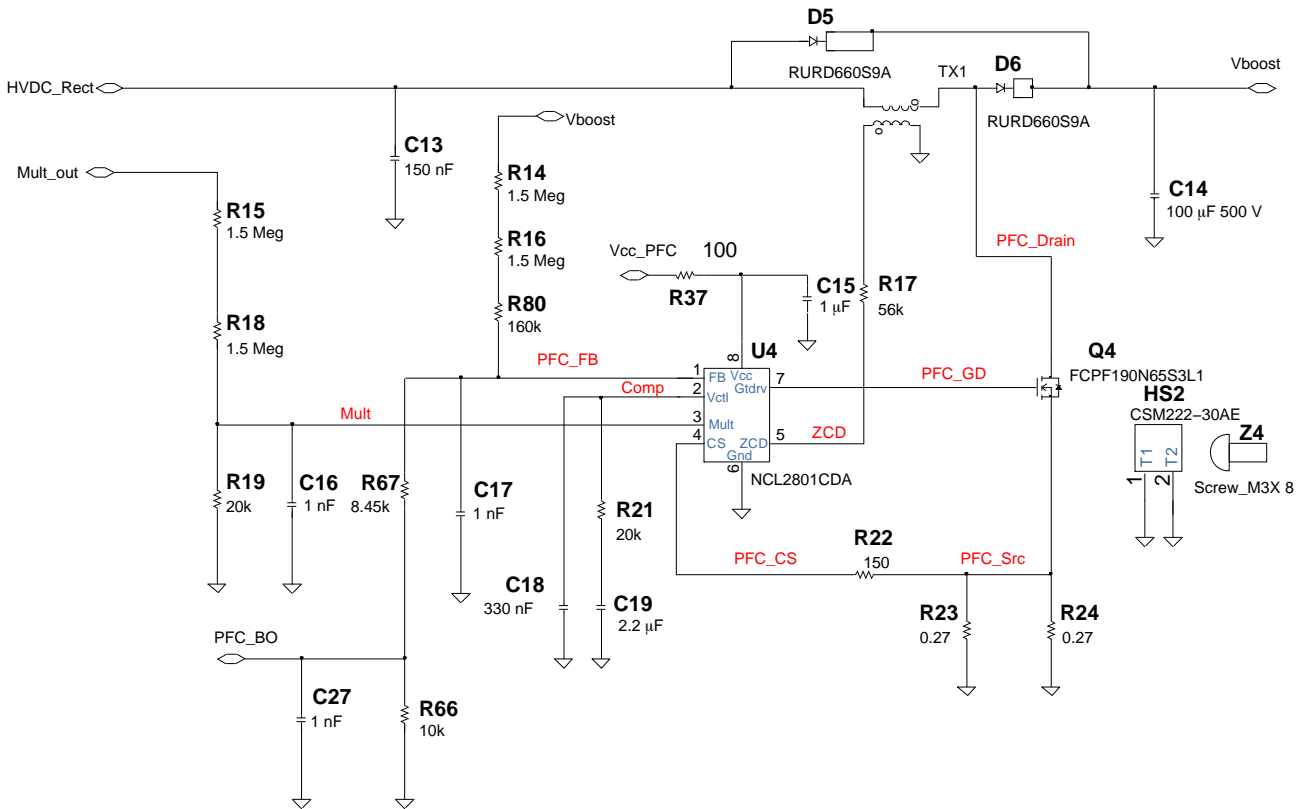 D5
RURD660S9A
TX1
D6
RURD660S9A
Vboost
HVDC_Rect
Vboost
C13
150 nF
Mult_out
R14
1.5 Meg
C14
100 μF 500 V
R15
1.5 Meg
R16
1.5 Meg
PFC_Drain
Vcc_PFC
100
R37
C15
1 μF
R17
56k
R80
160k
R18
1.5 Meg
U4
Q4
FCPF190N65S3L1
PFC_FB
1
FB
8
Vcc
7
Gtdrv
PFC_GD
Comp
2
Vctl
HS2
CSM222-30AE
Mult
3
Mult
4
CS
ZCD
5
ZCD
Gnd
6
NCL2801CDA
T1
T2
1
2
Z4
Screw_M3X 8
R19
20k
C16
1 nF
R67
8.45k
C17
1 nF
R21
20k
R22
150
PFC_CS
PFC_Src
C18
330 nF
C19
2.2 μF
R23
0.27
R24
0.27
PFC_BO
C27
1 nF
R66
10k